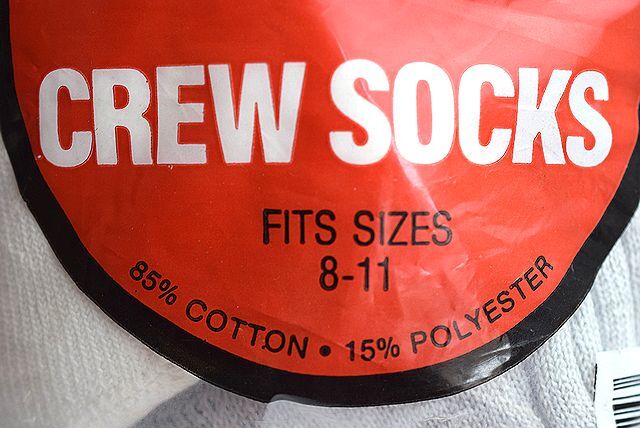 CREW SOCKS
FITS SIZES
8-11
85% COTTON • 15% POLYESTER